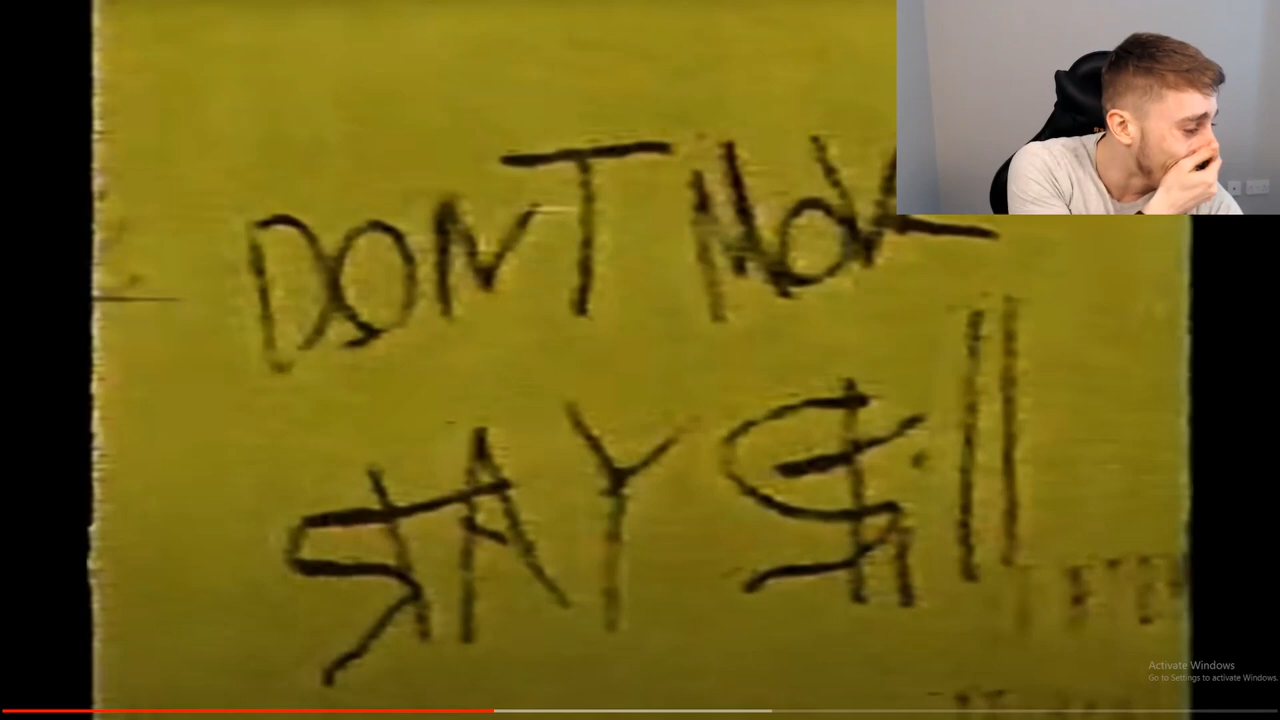 DONT MOVE
STAY STill
Activate Windows
Go to Settings to activate Windows.